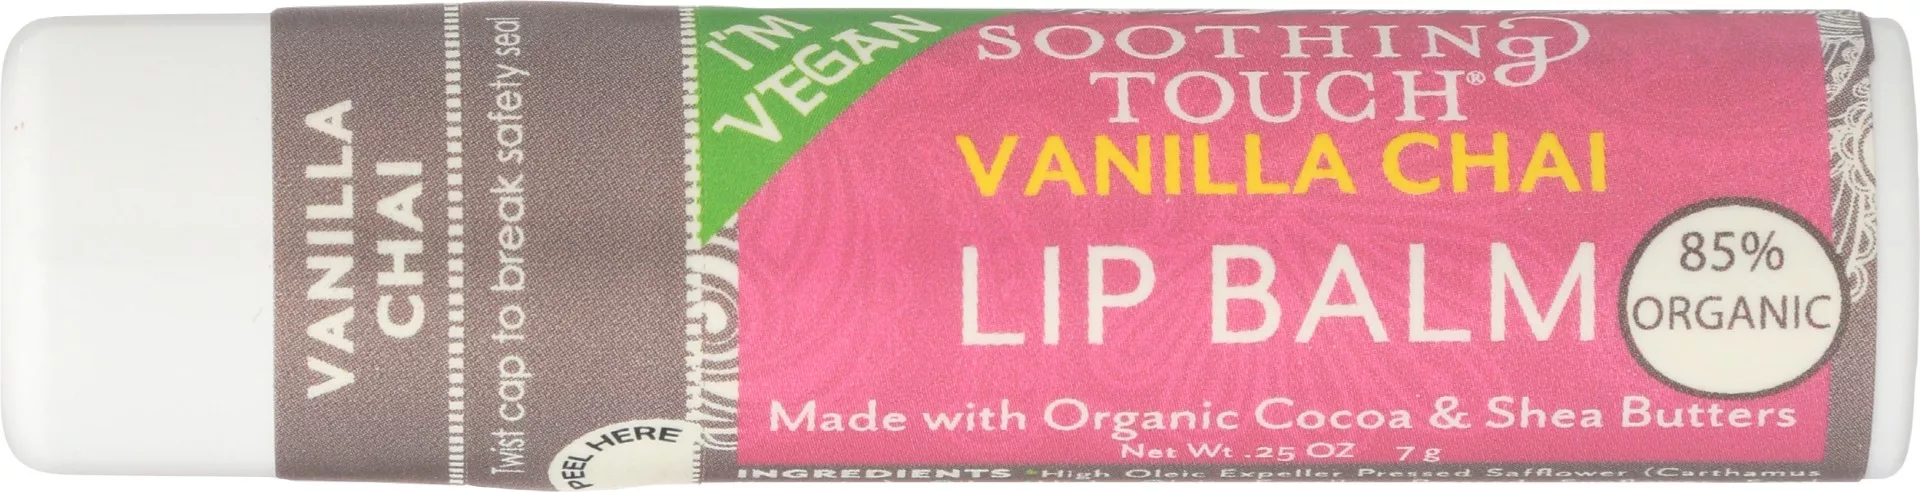 VANILLA
CHAI
Twist cap to break safety seal
PEEL HERE
I'M
VEGAN
SOOTHING
TOUCH®
VANILLA CHAI
LIP BALM
85%
ORGANIC
Made with Organic Cocoa & Shea Butters
Net Wt .25 OZ 7 g
INGREDIENTS *High Oleic Expeller Pressed Safflower (Carthamus